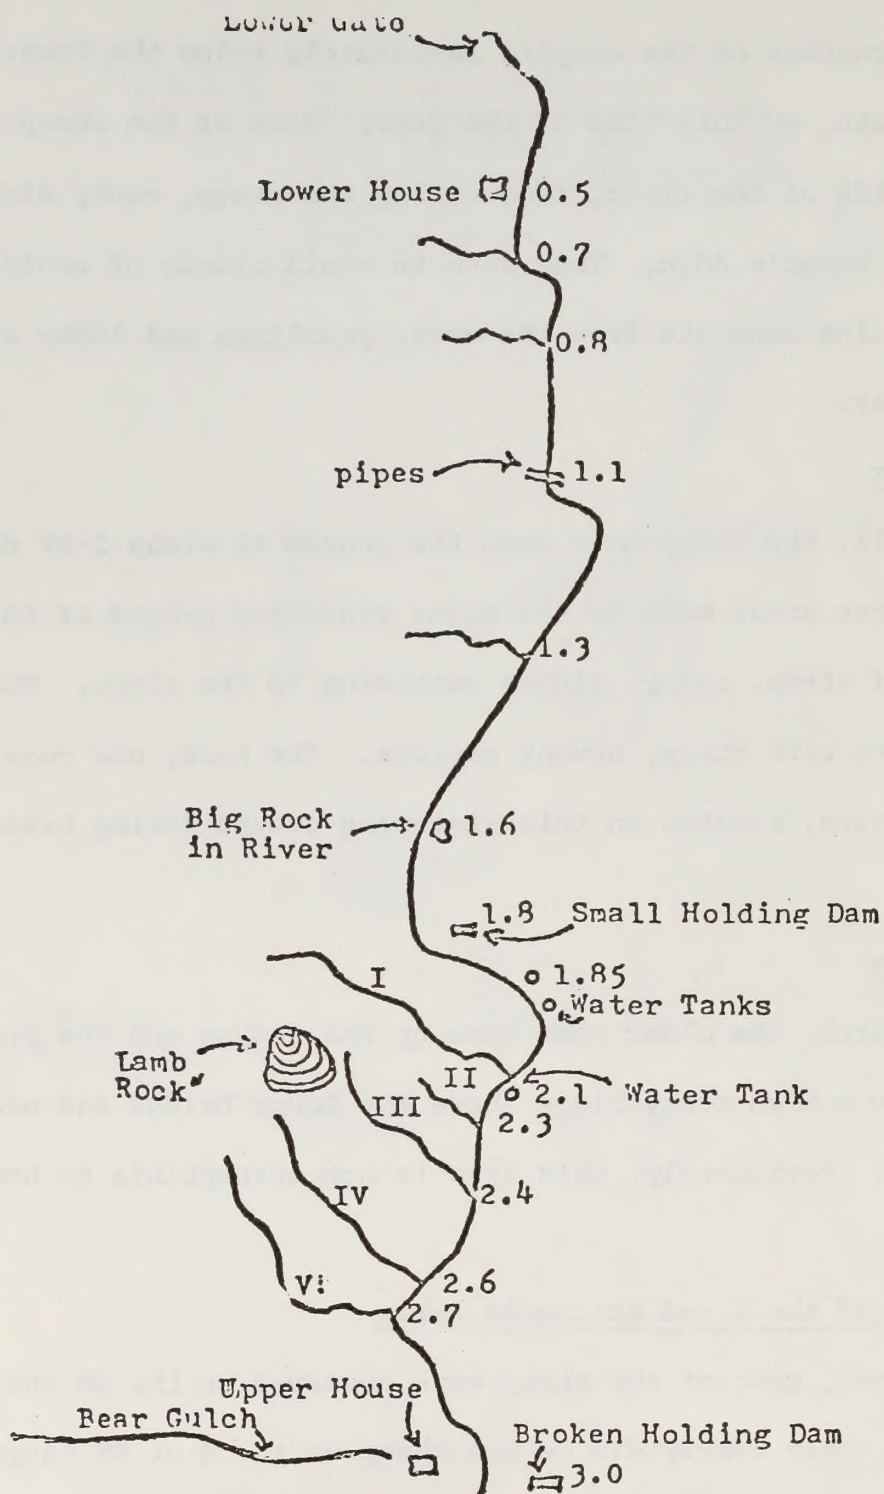 Lower Gate
Lower House 0.5
0.7
0.8
pipes 1.1
1.3
Big Rock
in River
1.6
1.8 Small Holding Dam
1.85
Water Tanks
I
Lamb
Rock
II
2.1 Water Tank
III
2.3
IV
2.4
V
2.6
2.7
Upper House
Bear Gulch
Broken Holding Dam
3.0